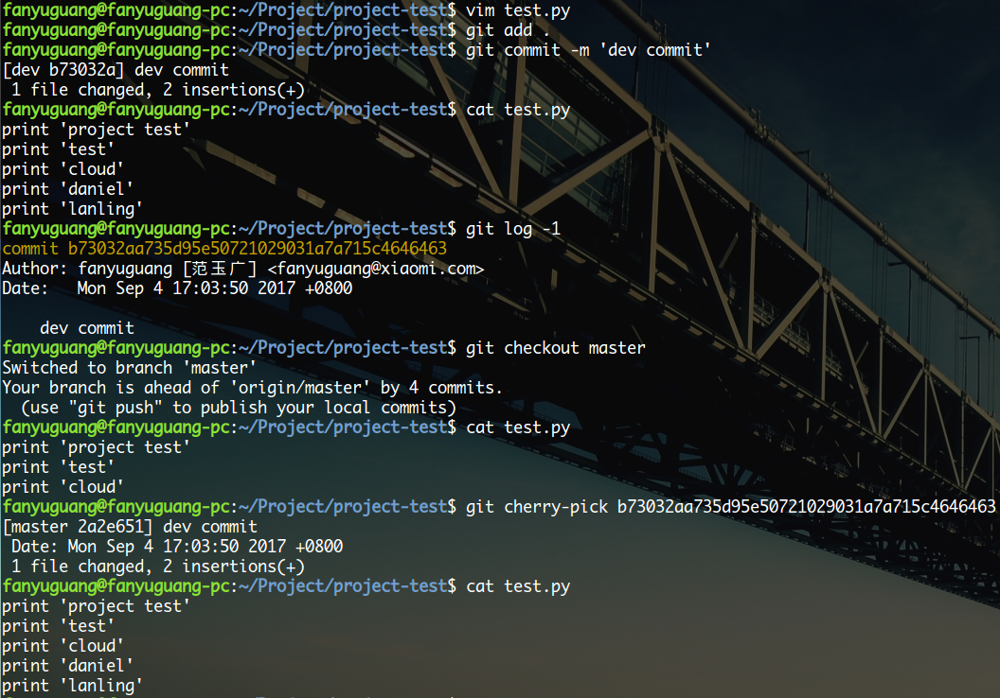 fanyuguang@fanyuguang-pc:~/Project/project-test$ vim test.py
fanyuguang@fanyuguang-pc:~/Project/project-test$ git add .
fanyuguang@fanyuguang-pc:~/Project/project-test$ git commit -m 'dev commit'
[dev b73032a] dev commit
 1 file changed, 2 insertions(+)
fanyuguang@fanyuguang-pc:~/Project/project-test$ cat test.py
print 'project test'
print 'test'
print 'cloud'
print 'daniel'
print 'lanling'
fanyuguang@fanyuguang-pc:~/Project/project-test$ git log -1
commit b73032aa735d95e50721029031a7a715c4646463
Author: fanyuguang [范玉广] <fanyuguang@xiaomi.com>
Date:   Mon Sep 4 17:03:50 2017 +0800
    dev commit
fanyuguang@fanyuguang-pc:~/Project/project-test$ git checkout master
Switched to branch 'master'
Your branch is ahead of 'origin/master' by 4 commits.
  (use "git push" to publish your local commits)
fanyuguang@fanyuguang-pc:~/Project/project-test$ cat test.py
print 'project test'
print 'test'
print 'cloud'
fanyuguang@fanyuguang-pc:~/Project/project-test$ git cherry-pick b73032aa735d95e50721029031a7a715c4646463
[master 2a2e651] dev commit
 Date: Mon Sep 4 17:03:50 2017 +0800
 1 file changed, 2 insertions(+)
fanyuguang@fanyuguang-pc:~/Project/project-test$ cat test.py
print 'project test'
print 'test'
print 'cloud'
print 'daniel'
print 'lanling'